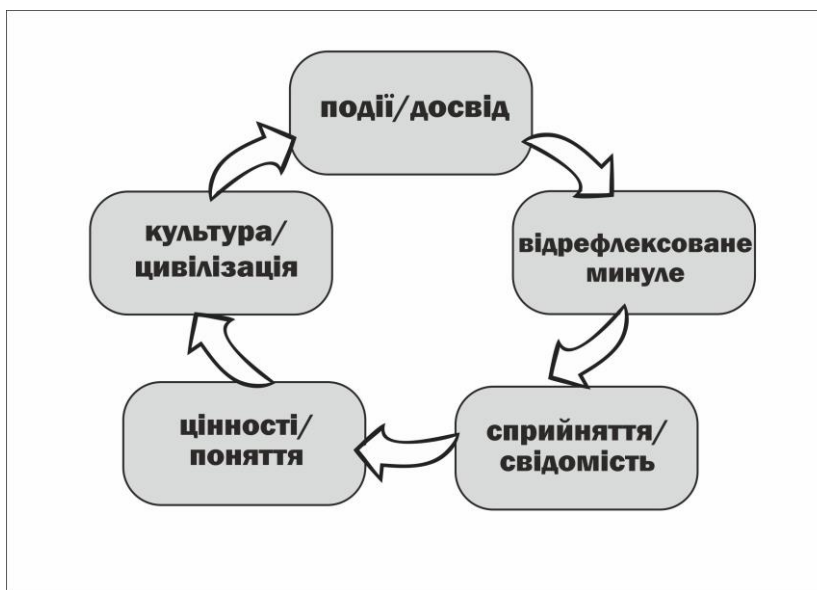 події/досвід
відрефлексоване
минуле
сприйняття/
свідомість
цінності/
поняття
культура/
цивілізація